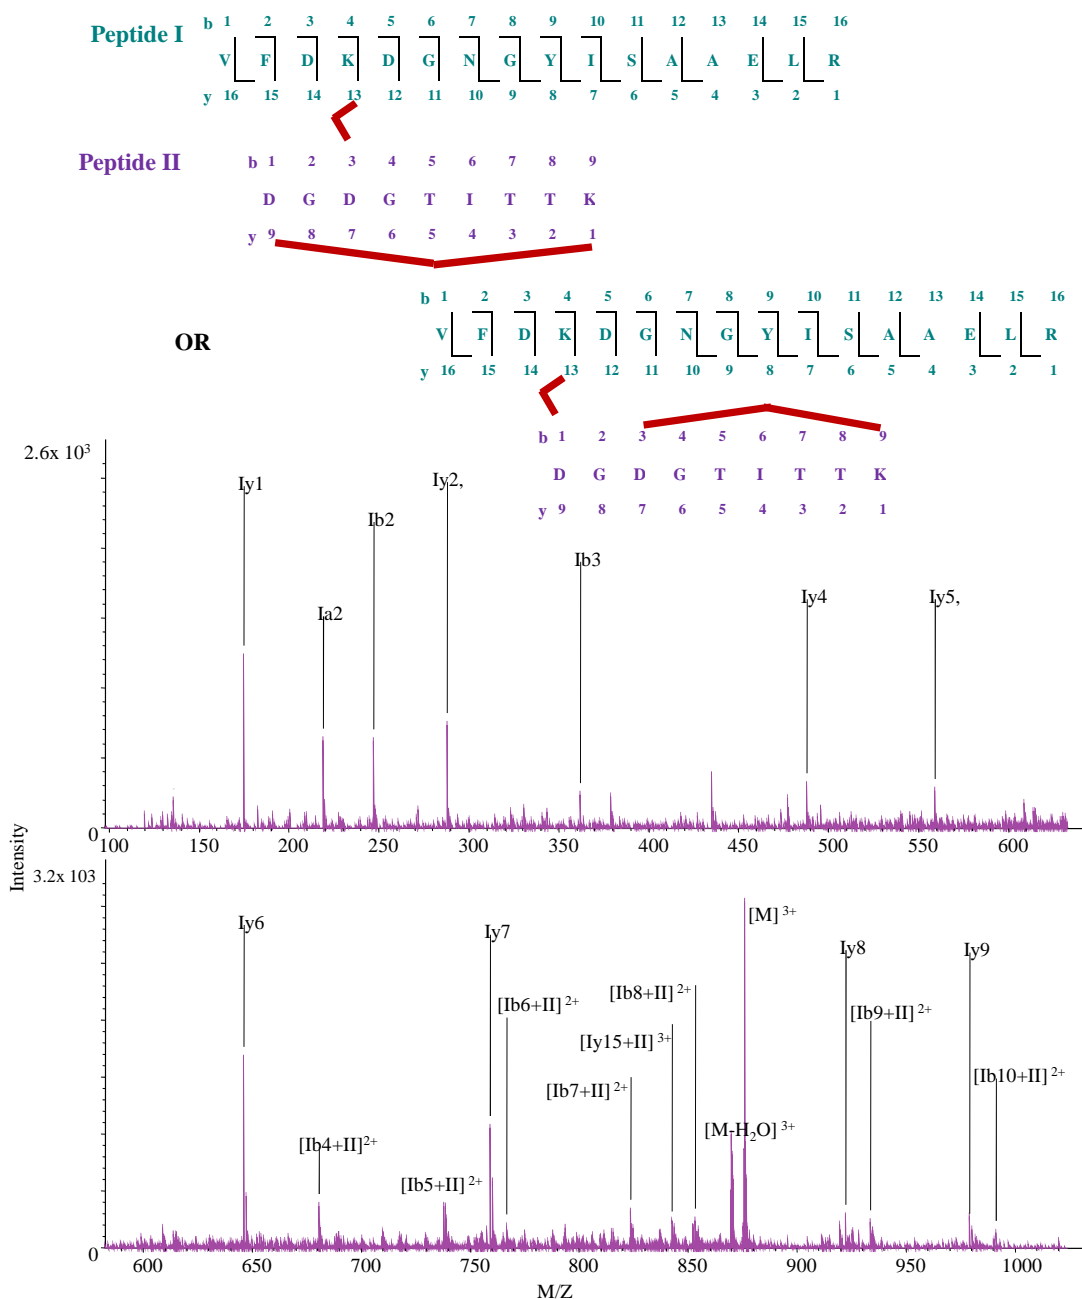 b 1 2 3 4 5 6 7 8 9 10 11 12 13 14 15 16
Peptide I
V F D K D G N G Y I S A A E L R
y 16 15 14 13 12 11 10 9 8 7 6 5 4 3 2 1
Peptide II
b 1 2 3 4 5 6 7 8 9
D G D G T I T T K
y 9 8 7 6 5 4 3 2 1
b 1 2 3 4 5 6 7 8 9 10 11 12 13 14 15 16
OR
V F D K D G N G Y I S A A E L R
y 16 15 14 13 12 11 10 9 8 7 6 5 4 3 2 1
b 1 2 3 4 5 6 7 8 9
D G D G T I T T K
y 9 8 7 6 5 4 3 2 1
2.6x 10³
Iy1
Ia2
Ib2
Iy2,
Ib3
Iy4
Iy5,
0
100 150 200 250 300 350 400 450 500 550 600
Intensity
3.2x 103
Iy6
[Ib4+II]²⁺
[Ib5+II] ²⁺
Iy7
[Ib6+II] ²⁺
[Ib7+II] ²⁺
[Iy15+II] ³⁺
[Ib8+II] ²⁺
[M-H₂O] ³⁺
[M] ³⁺
Iy8
[Ib9+II] ²⁺
Iy9
[Ib10+II] ²⁺
0
600 650 700 750 800 850 900 950 1000
M/Z